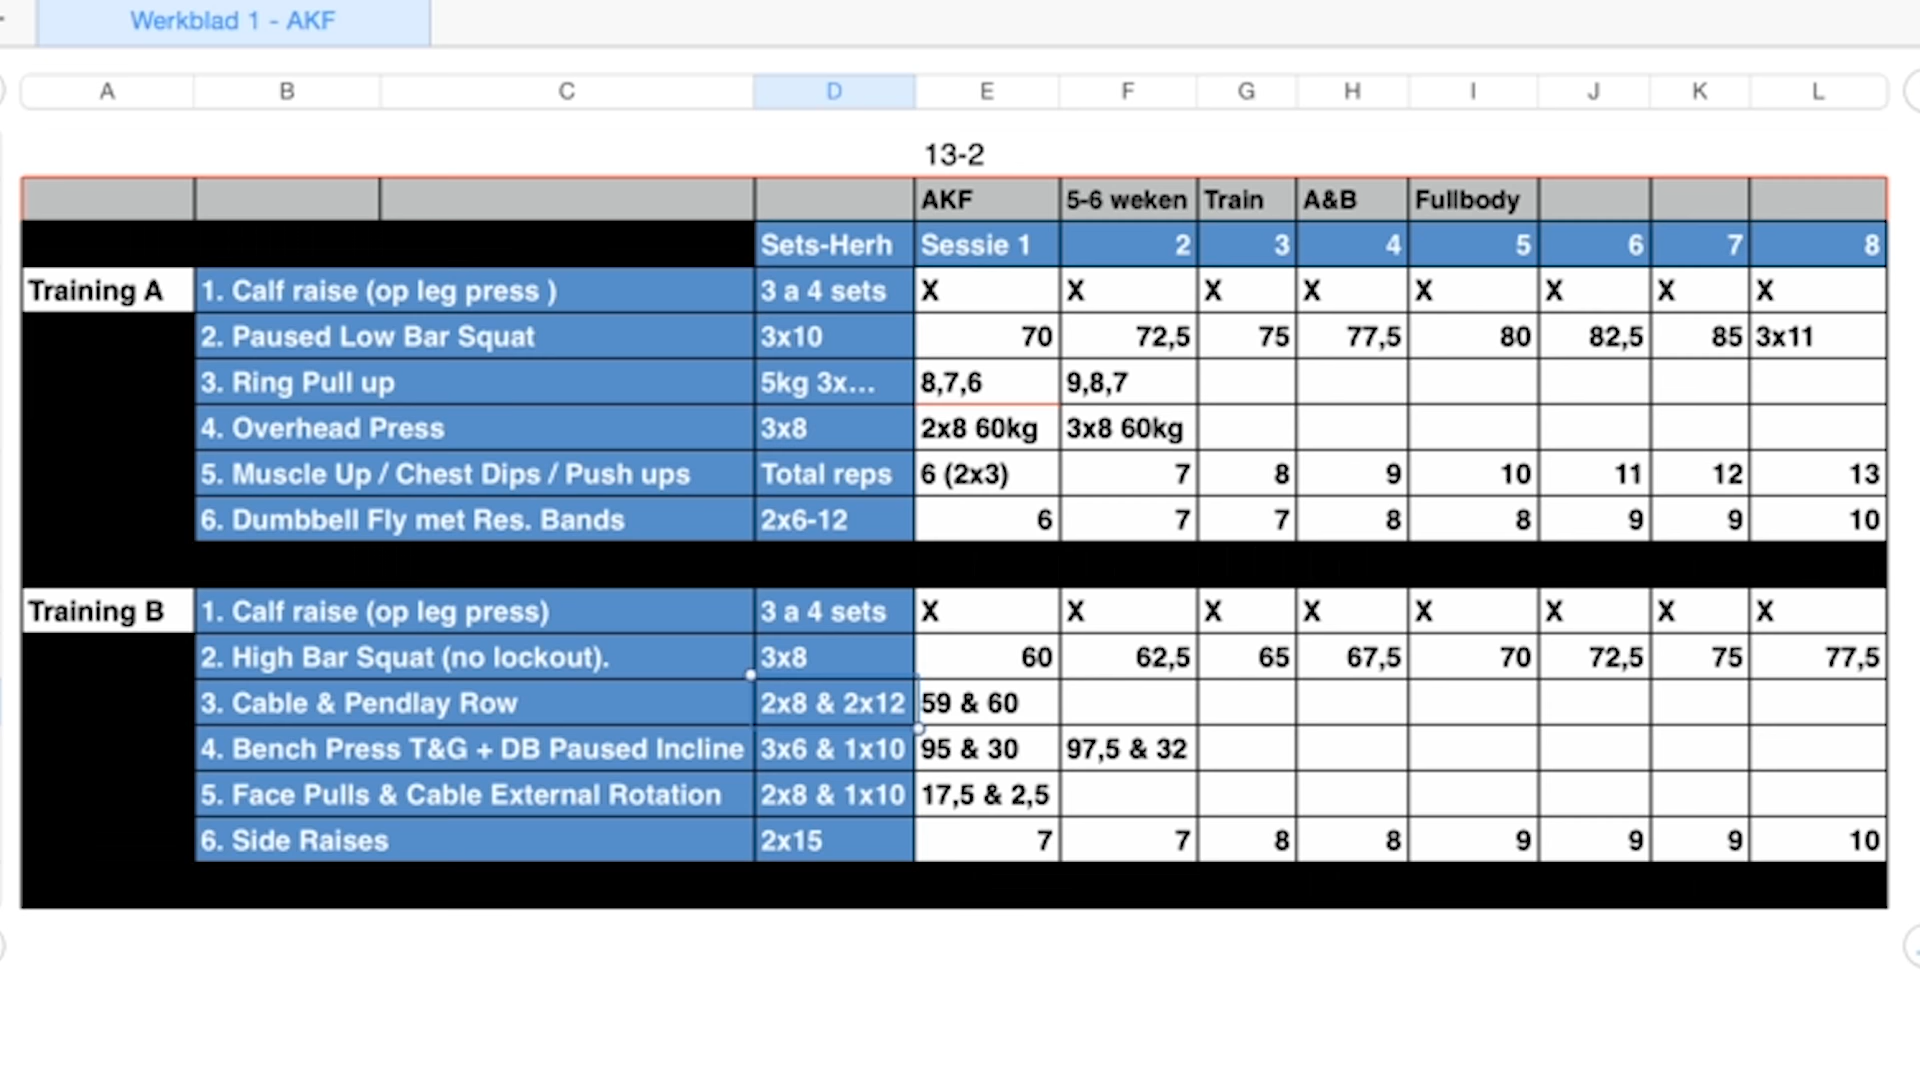 Werkblad 1 - AKF
A B C D E F G H I J K L
13-2
AKF 5-6 weken Train A&B Fullbody
Sets-Herh Sessie 1 2 3 4 5 6 7 8
Training A 1. Calf raise (op leg press ) 3 a 4 sets X X X X X X X X
2. Paused Low Bar Squat 3x10 70 72,5 75 77,5 80 82,5 85 3x11
3. Ring Pull up 5kg 3x... 8,7,6 9,8,7
4. Overhead Press 3x8 2x8 60kg 3x8 60kg
5. Muscle Up / Chest Dips / Push ups Total reps 6 (2x3) 7 8 9 10 11 12 13
6. Dumbbell Fly met Res. Bands 2x6-12 6 7 7 8 8 9 9 10
Training B 1. Calf raise (op leg press) 3 a 4 sets X X X X X X X X
2. High Bar Squat (no lockout). 3x8 60 62,5 65 67,5 70 72,5 75 77,5
3. Cable & Pendlay Row 2x8 & 2x12 59 & 60
4. Bench Press T&G + DB Paused Incline 3x6 & 1x10 95 & 30 97,5 & 32
5. Face Pulls & Cable External Rotation 2x8 & 1x10 17,5 & 2,5
6. Side Raises 2x15 7 7 8 8 9 9 9 10